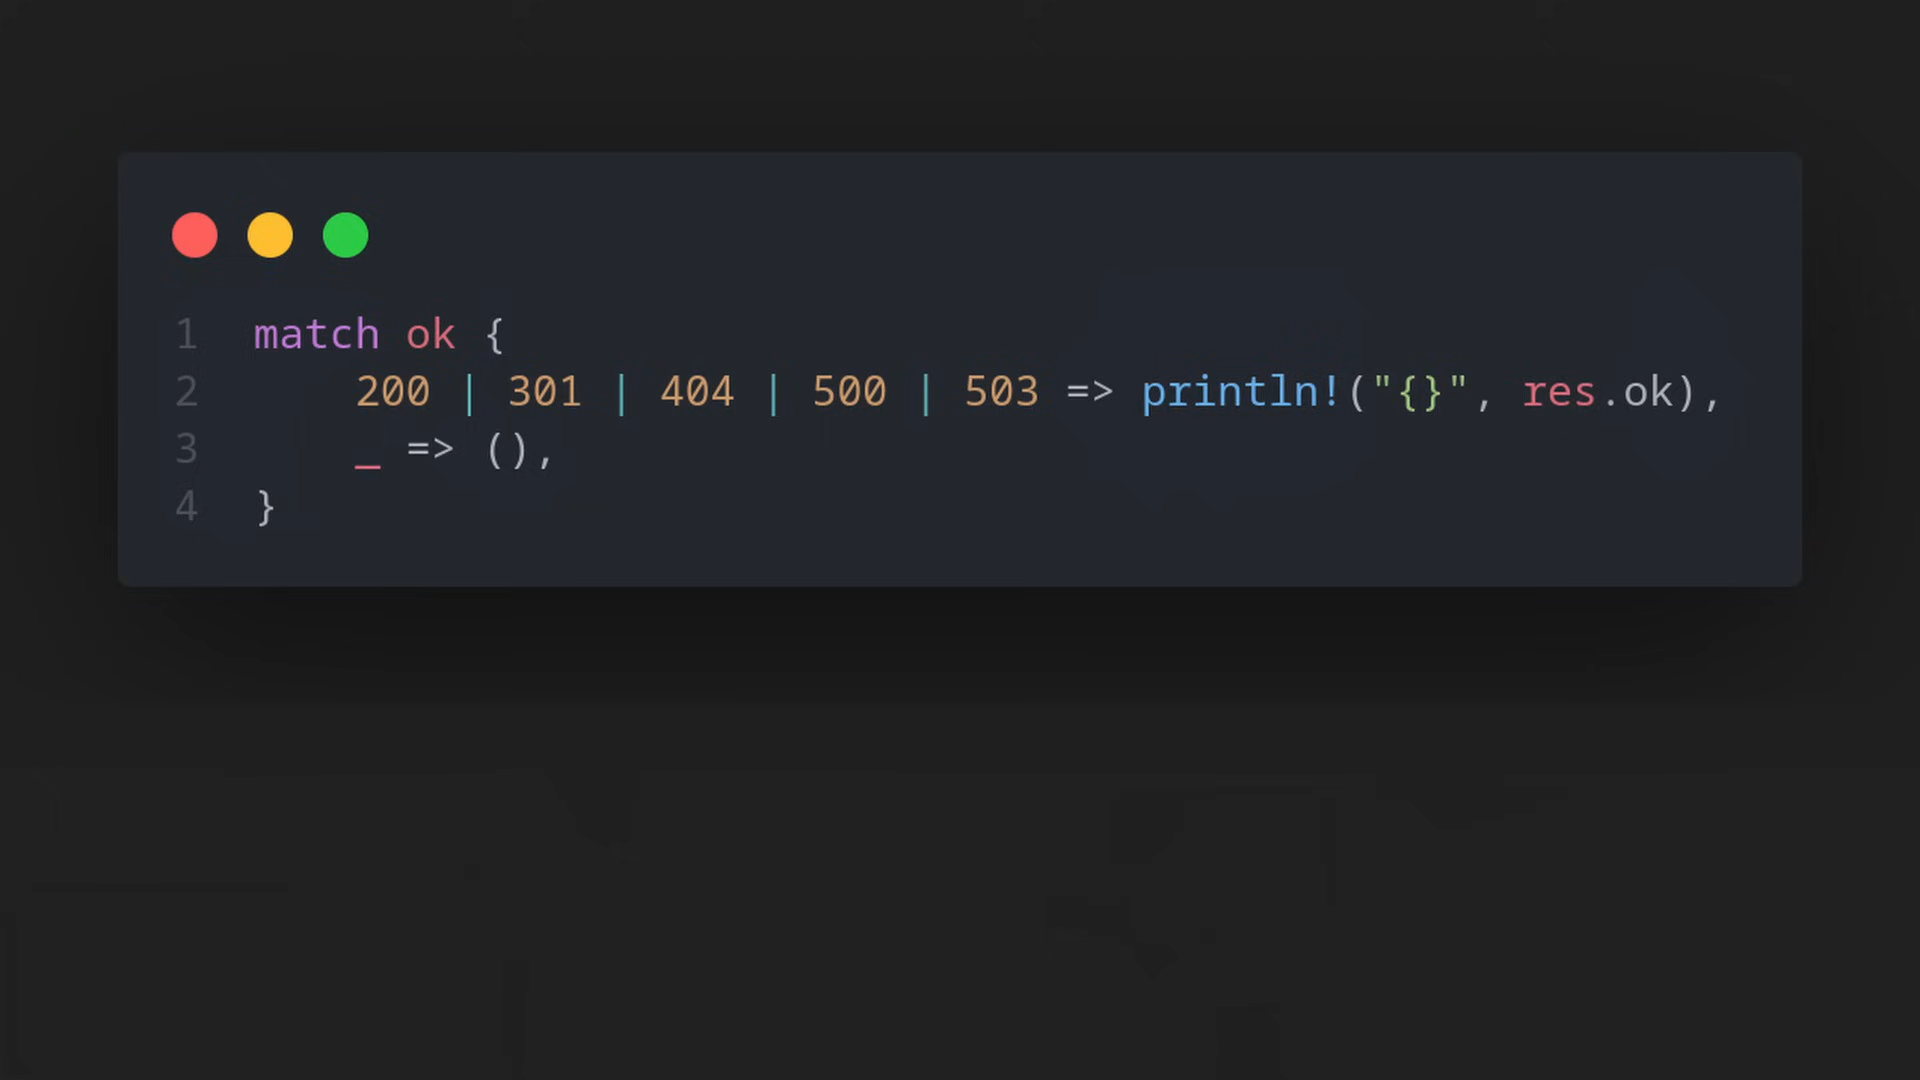 1 match ok {
2 200 | 301 | 404 | 500 | 503 => println!("{}", res.ok),
3 _ => (),
4 }